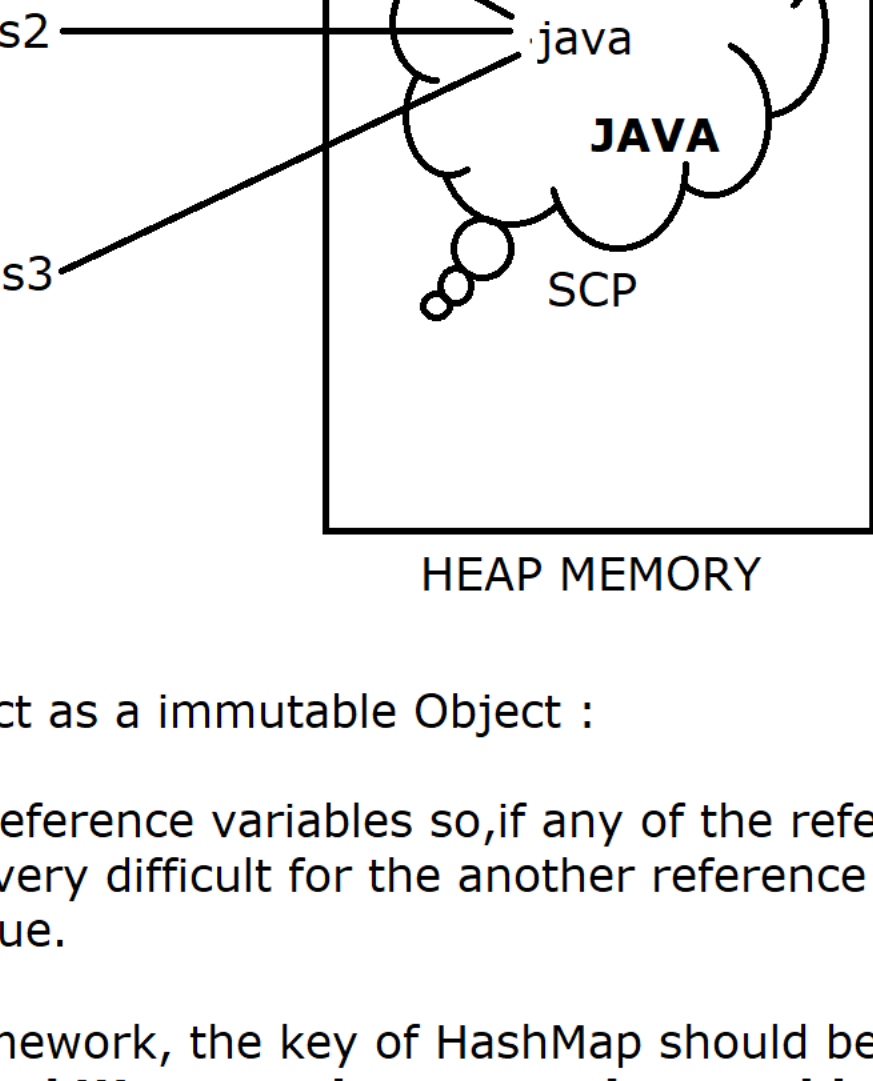 s2
java
JAVA
s3
SCP
HEAP MEMORY
ct as a immutable Object :
eference variables so,if any of the refe
very difficult for the another reference
ue.
mework, the key of HashMap should be